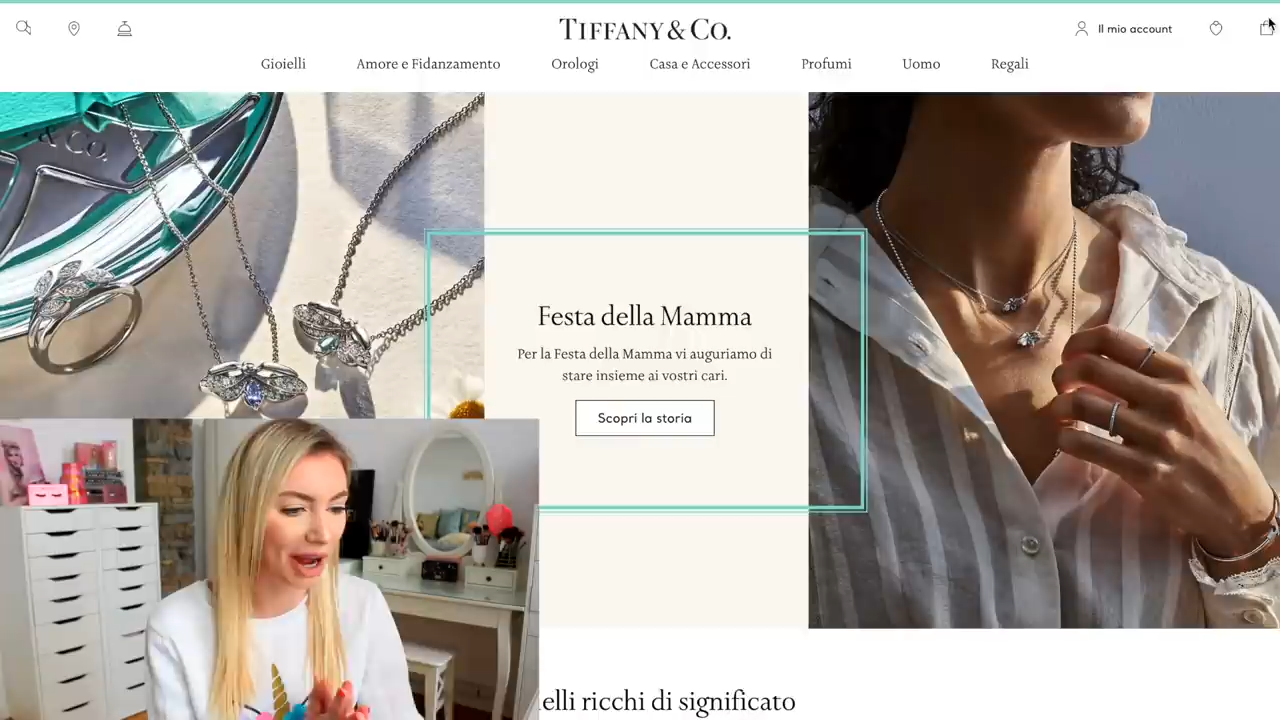 TIFFANY & CO.
Il mio account
Gioielli
Amore e Fidanzamento
Orologi
Casa e Accessori
Profumi
Uomo
Regali
& Co.
Festa della Mamma
Per la Festa della Mamma vi auguriamo di
stare insieme ai vostri cari.
Scopri la storia
elli ricchi di significato